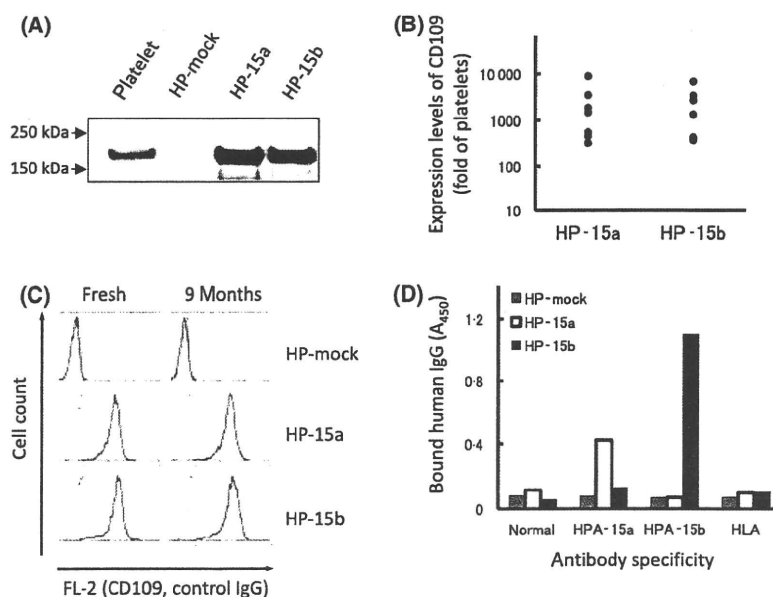 (A)
Platelet
HP-mock
HP-15a
HP-15b
250 kDa
150 kDa
(B)
Expression levels of CD109
(fold of platelets)
10 000
1000
100
10
HP-15a
HP-15b
(C)
Fresh
9 Months
Cell count
HP-mock
HP-15a
HP-15b
FL-2 (CD109, control IgG)
(D)
HP-mock
HP-15a
HP-15b
Bound human IgG (A450)
1·2
0·8
0·4
0
Normal
HPA-15a
HPA-15b
HLA
Antibody specificity